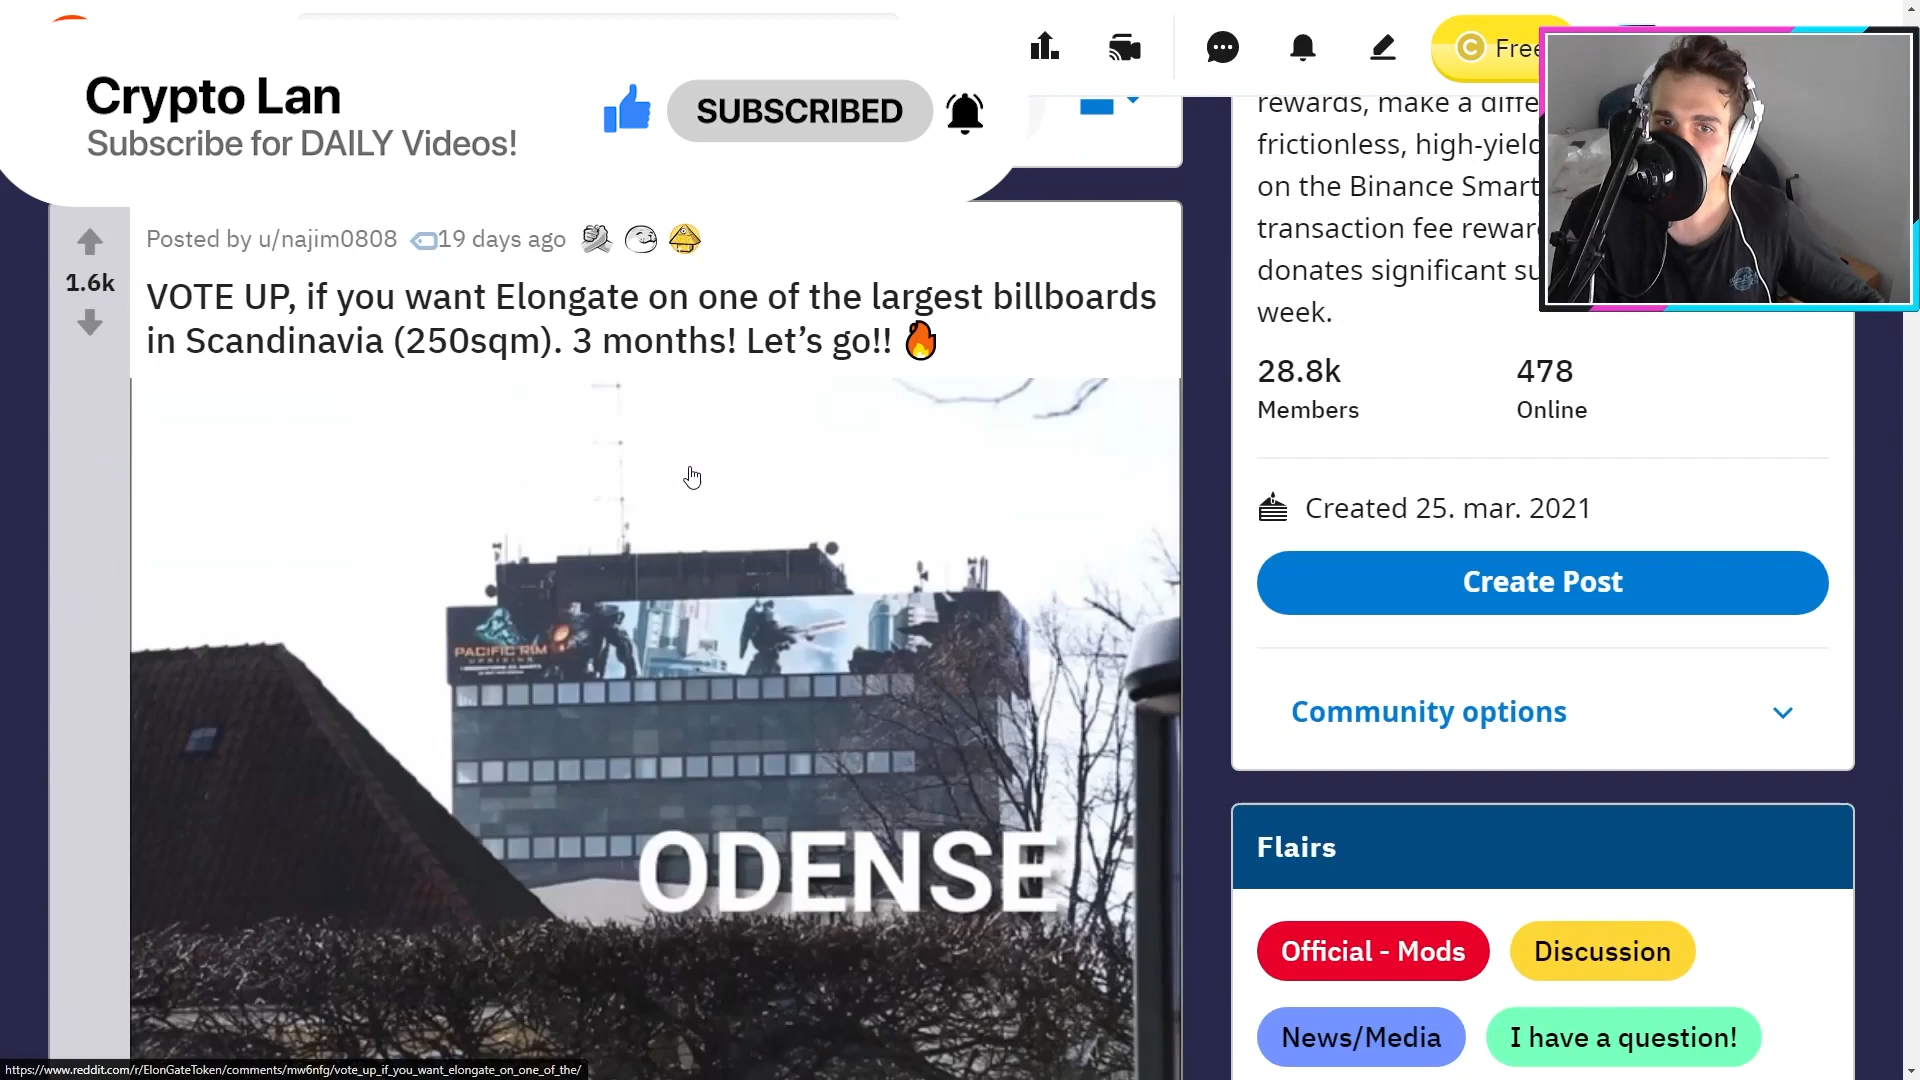 Crypto Lan
Subscribe for DAILY Videos!
SUBSCRIBED
Free
Posted by u/najim0808 19 days ago
1.6k
VOTE UP, if you want Elongate on one of the largest billboards
in Scandinavia (250sqm). 3 months! Let’s go!!
PACIFIC RIM
UPRISING
ODENSE
rewards, make a diffe
frictionless, high-yield
on the Binance Smart
transaction fee rewar
donates significant su
week.
28.8k
478
Members
Online
Created 25. mar. 2021
Create Post
Community options
Flairs
Official - Mods
Discussion
News/Media
I have a question!
https://www.reddit.com/r/ElonGateToken/comments/mw6nfg/vote_up_if_you_want_elongate_on_one_of_the/